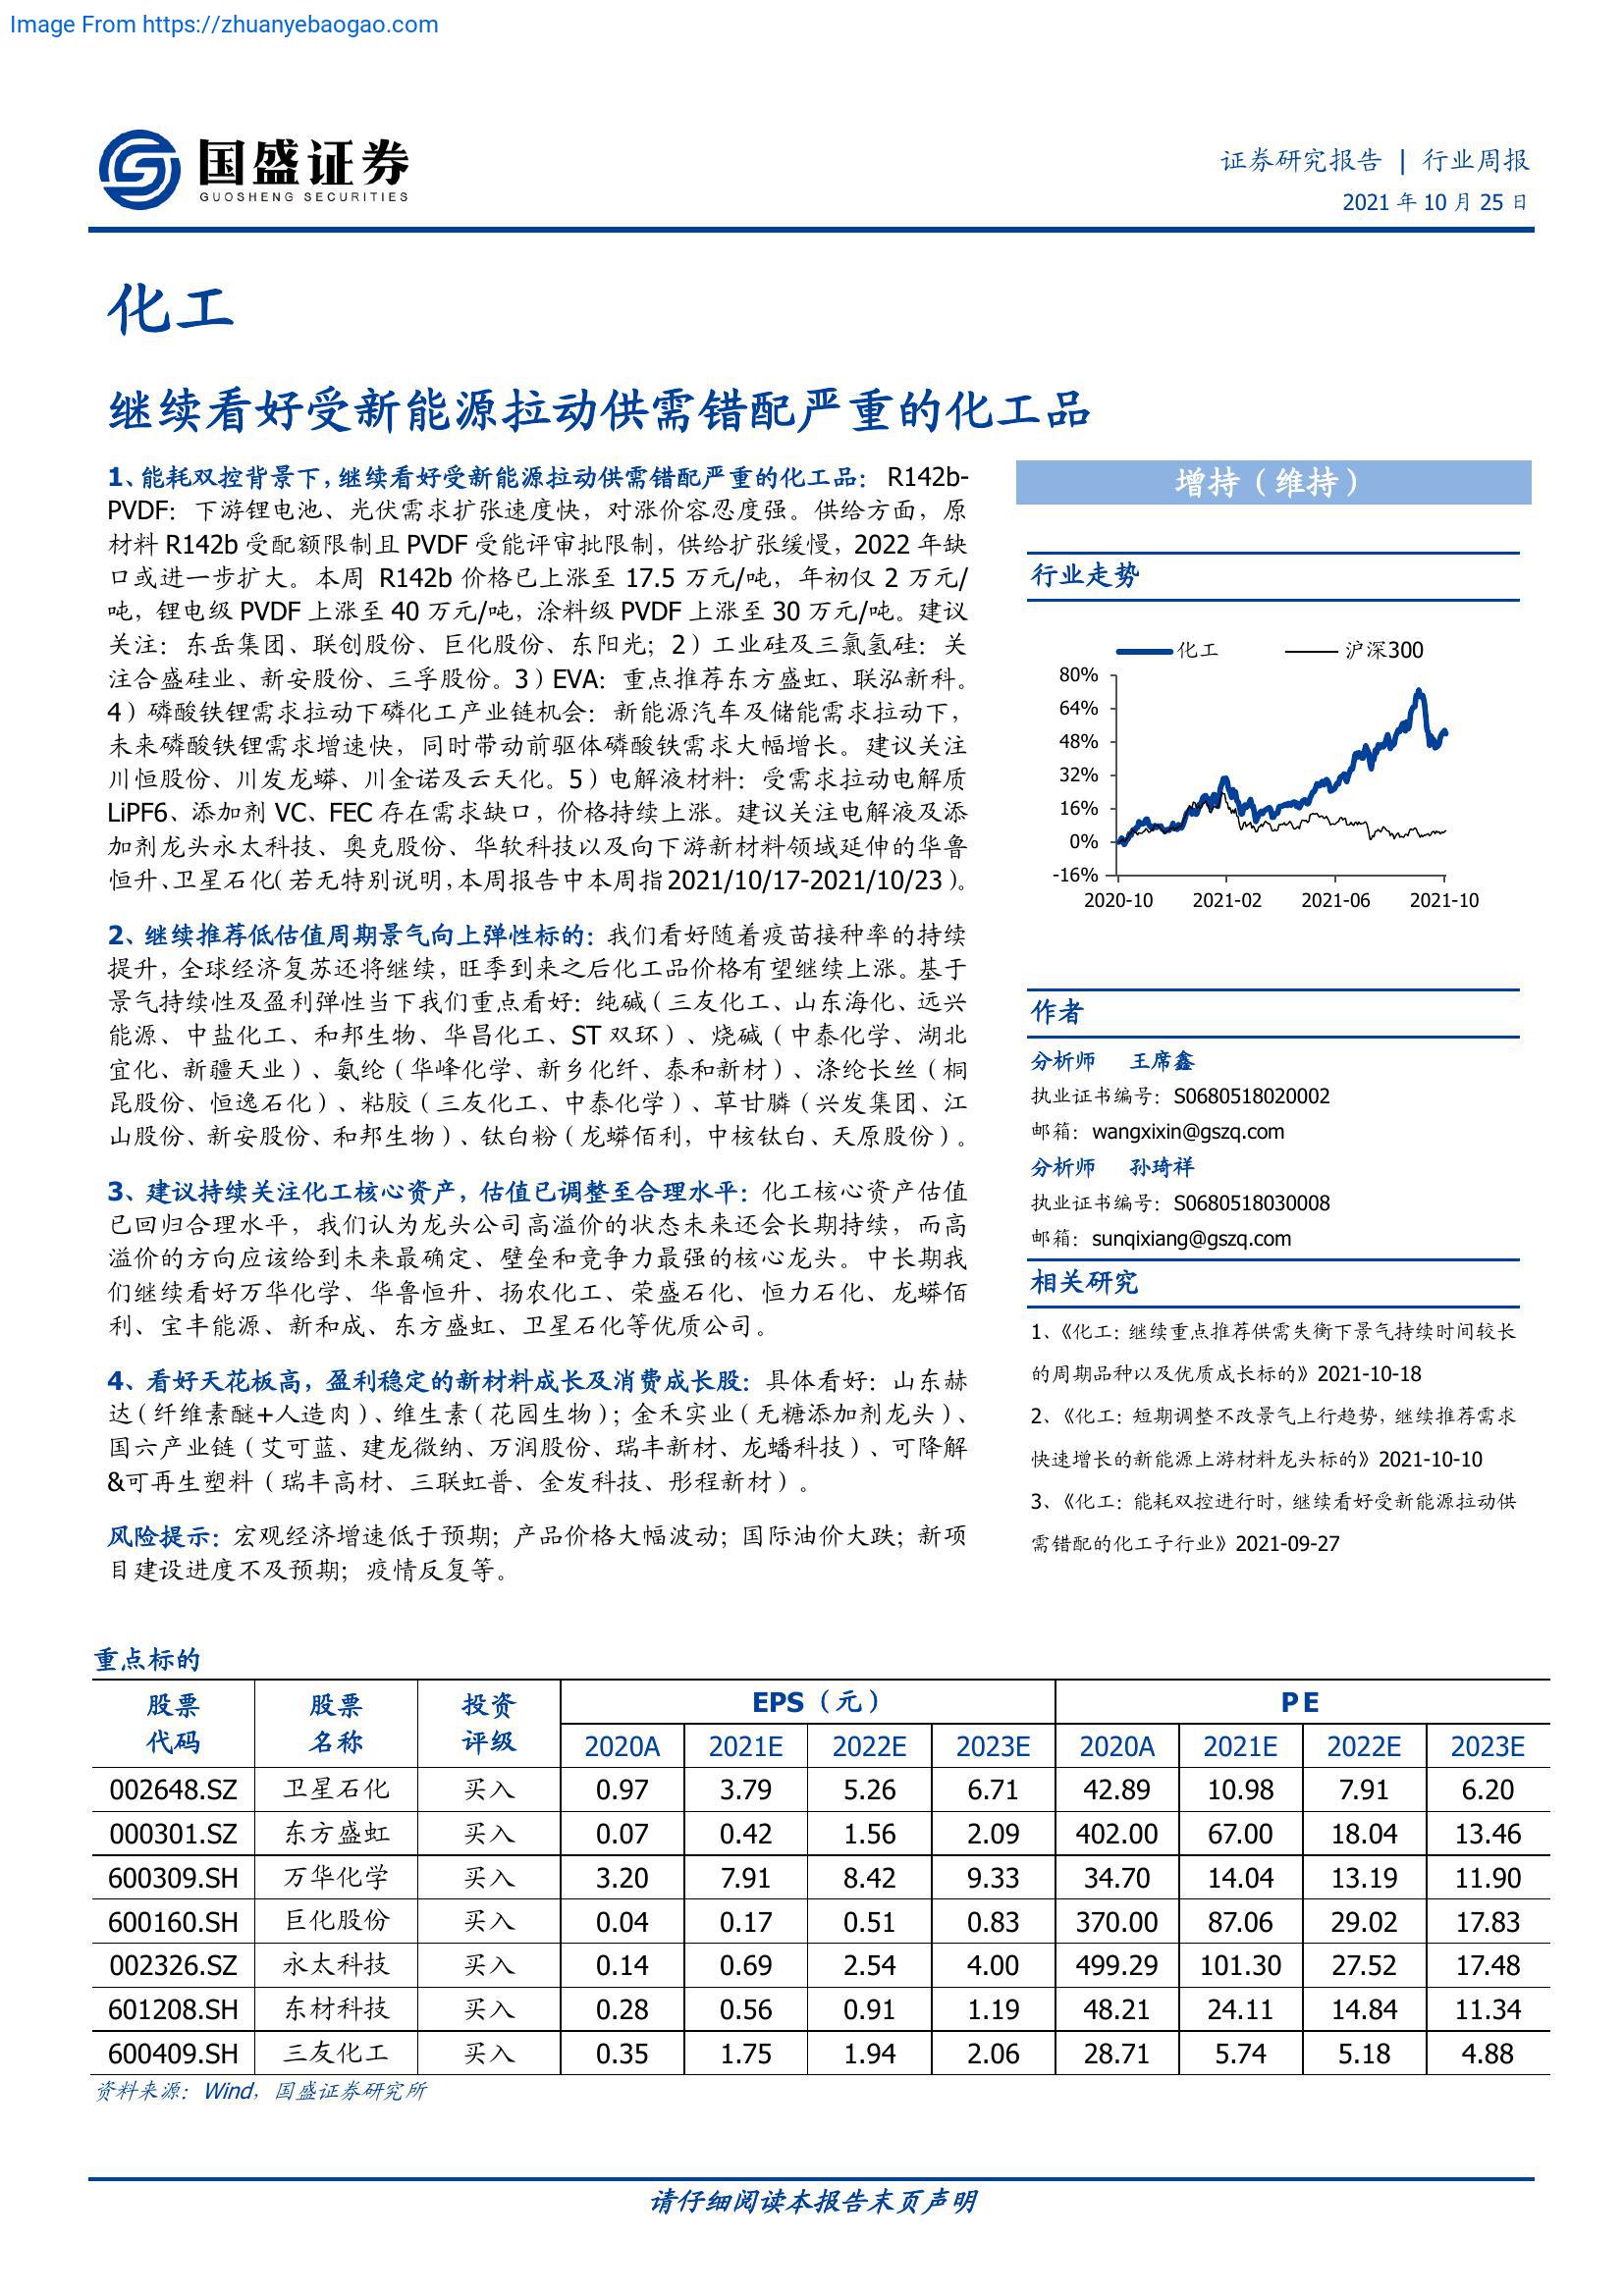 Image From https://zhuanyebaogao.com
国盛证券
GUOSHENG SECURITIES
证券研究报告 | 行业周报
2021 年 10 月 25 日
化工
继续看好受新能源拉动供需错配严重的化工品
1、能耗双控背景下，继续看好受新能源拉动供需错配严重的化工品：R142b-
PVDF：下游锂电池、光伏需求扩张速度快，对涨价容忍度强。供给方面，原
材料 R142b 受配额限制且 PVDF 受能评审批限制，供给扩张缓慢，2022 年缺
口或进一步扩大。本周 R142b 价格已上涨至 17.5 万元/吨，年初仅 2 万元/
吨，锂电级 PVDF 上涨至 40 万元/吨，涂料级 PVDF 上涨至 30 万元/吨。建议
关注：东岳集团、联创股份、巨化股份、东阳光；2）工业硅及三氯氢硅：关
注合盛硅业、新安股份、三孚股份。3）EVA：重点推荐东方盛虹、联泓新科。
4）磷酸铁锂需求拉动下磷化工产业链机会：新能源汽车及储能需求拉动下，
未来磷酸铁锂需求增速快，同时带动前驱体磷酸铁需求大幅增长。建议关注
川恒股份、川发龙蟒、川金诺及云天化。5）电解液材料：受需求拉动电解质
LiPF6、添加剂 VC、FEC 存在需求缺口，价格持续上涨。建议关注电解液及添
加剂龙头永太科技、奥克股份、华软科技以及向下游新材料领域延伸的华鲁
恒升、卫星石化（若无特别说明，本周报告中本周指 2021/10/17-2021/10/23）。
2、继续推荐低估值周期景气向上弹性标的：我们看好随着疫苗接种率的持续
提升，全球经济复苏还将继续，旺季到来之后化工品价格有望继续上涨。基于
景气持续性及盈利弹性当下我们重点看好：纯碱（三友化工、山东海化、远兴
能源、中盐化工、和邦生物、华昌化工、ST 双环）、烧碱（中泰化学、湖北
宜化、新疆天业）、氨纶（华峰化学、新乡化纤、泰和新材）、涤纶长丝（桐
昆股份、恒逸石化）、粘胶（三友化工、中泰化学）、草甘膦（兴发集团、江
山股份、新安股份、和邦生物）、钛白粉（龙蟒佰利，中核钛白、天原股份）。
3、建议持续关注化工核心资产，估值已调整至合理水平：化工核心资产估值
已回归合理水平，我们认为龙头公司高溢价的状态未来还会长期持续，而高
溢价的方向应该给到未来最确定、壁垒和竞争力最强的核心龙头。中长期我
们继续看好万华化学、华鲁恒升、扬农化工、荣盛石化、恒力石化、龙蟒佰
利、宝丰能源、新和成、东方盛虹、卫星石化等优质公司。
4、看好天花板高，盈利稳定的新材料成长及消费成长股：具体看好：山东赫
达（纤维素醚+人造肉）、维生素（花园生物）；金禾实业（无糖添加剂龙头）、
国六产业链（艾可蓝、建龙微纳、万润股份、瑞丰新材、龙蟠科技）、可降解
&可再生塑料（瑞丰高材、三联虹普、金发科技、彤程新材）。
风险提示：宏观经济增速低于预期；产品价格大幅波动；国际油价大跌；新项
目建设进度不及预期；疫情反复等。
增持（维持）
行业走势
化工 沪深300
80%
64%
48%
32%
16%
0%
-16%
2020-10 2021-02 2021-06 2021-10
作者
分析师 王席鑫
执业证书编号：S0680518020002
邮箱：wangxixin@gszq.com
分析师 孙琦祥
执业证书编号：S0680518030008
邮箱：sunqixiang@gszq.com
相关研究
1、《化工：继续重点推荐供需失衡下景气持续时间较长
的周期品种以及优质成长标的》2021-10-18
2、《化工：短期调整不改景气上行趋势，继续推荐需求
快速增长的新能源上游材料龙头标的》2021-10-10
3、《化工：能耗双控进行时，继续看好受新能源拉动供
需错配的化工子行业》2021-09-27
重点标的
股票 股票 投资 EPS（元） PE
代码 名称 评级 2020A 2021E 2022E 2023E 2020A 2021E 2022E 2023E
002648.SZ 卫星石化 买入 0.97 3.79 5.26 6.71 42.89 10.98 7.91 6.20
000301.SZ 东方盛虹 买入 0.07 0.42 1.56 2.09 402.00 67.00 18.04 13.46
600309.SH 万华化学 买入 3.20 7.91 8.42 9.33 34.70 14.04 13.19 11.90
600160.SH 巨化股份 买入 0.04 0.17 0.51 0.83 370.00 87.06 29.02 17.83
002326.SZ 永太科技 买入 0.14 0.69 2.54 4.00 499.29 101.30 27.52 17.48
601208.SH 东材科技 买入 0.28 0.56 0.91 1.19 48.21 24.11 14.84 11.34
600409.SH 三友化工 买入 0.35 1.75 1.94 2.06 28.71 5.74 5.18 4.88
资料来源：Wind，国盛证券研究所
请仔细阅读本报告末页声明